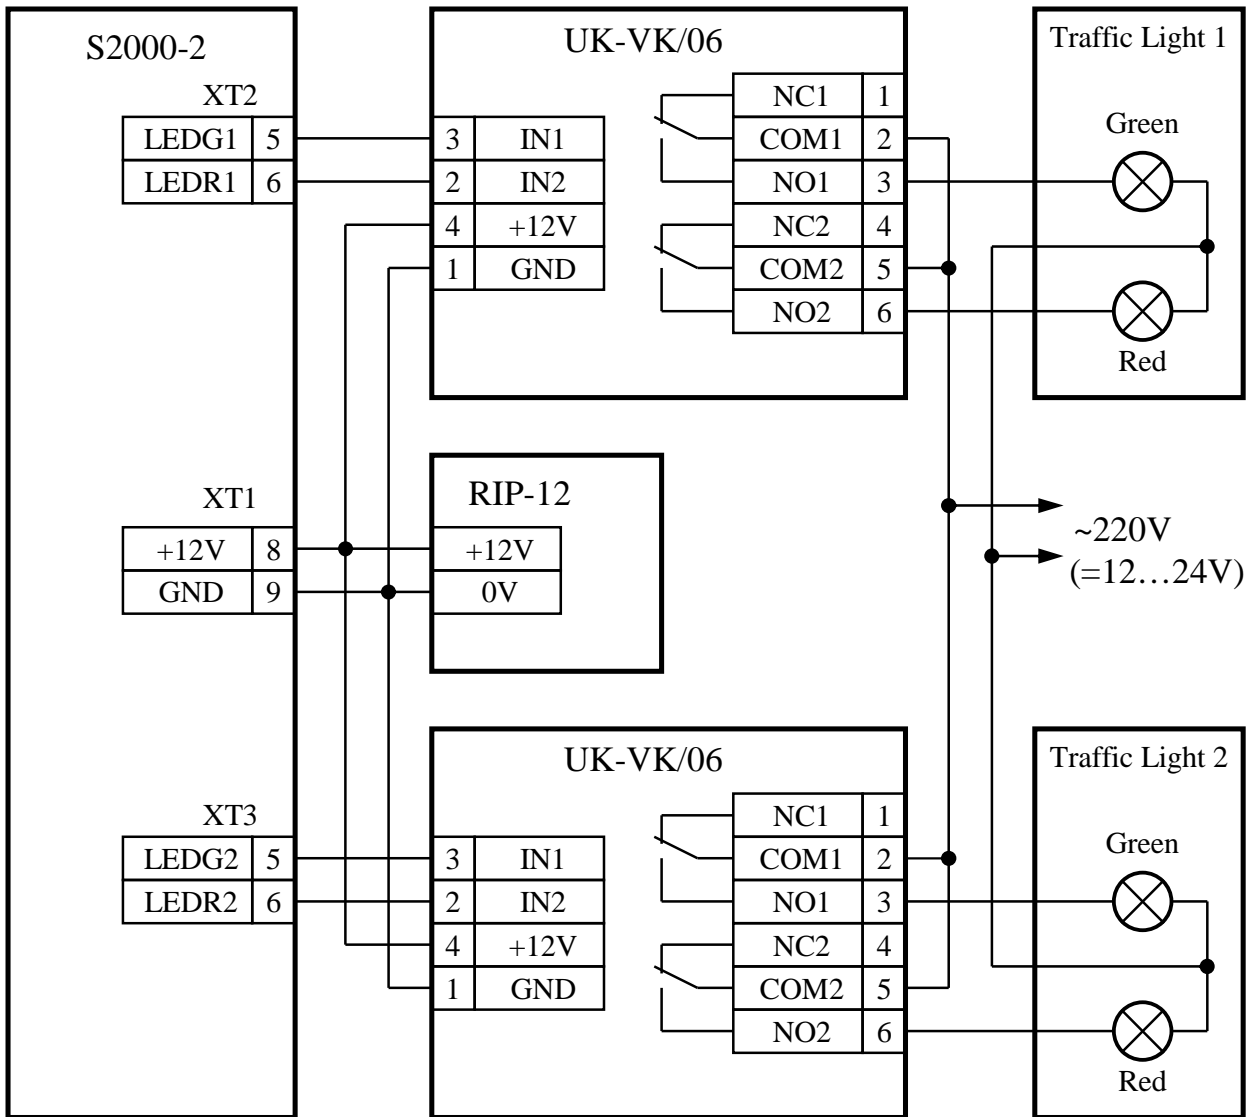 S2000-2
XT2
LEDG1 5
LEDR1 6
XT1
+12V 8
GND 9
XT3
LEDG2 5
LEDR2 6
UK-VK/06
3 IN1
2 IN2
4 +12V
1 GND
NC1 1
COM1 2
NO1 3
NC2 4
COM2 5
NO2 6
RIP-12
+12V
0V
UK-VK/06
3 IN1
2 IN2
4 +12V
1 GND
NC1 1
COM1 2
NO1 3
NC2 4
COM2 5
NO2 6
Traffic Light 1
Green
Red
~220V
(=12...24V)
Traffic Light 2
Green
Red